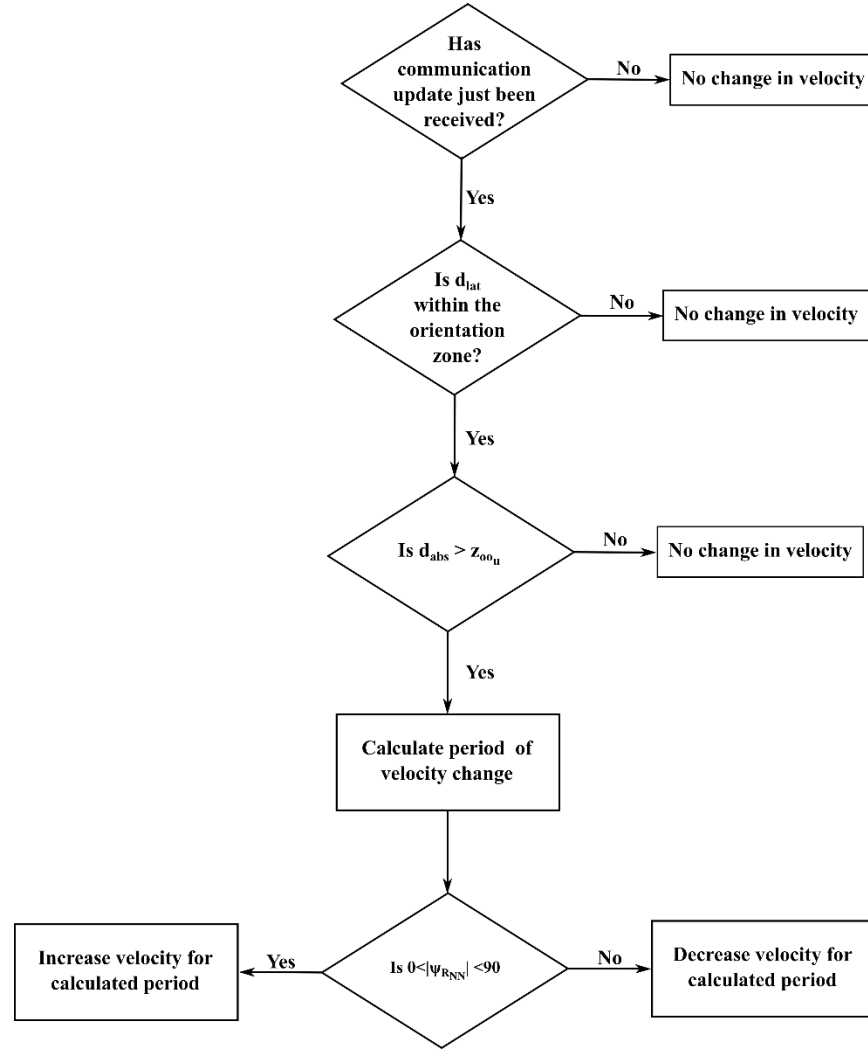 Has
communication
update just been
received?
No
No change in velocity
Yes
Is d_lat
within the
orientation
zone?
No
No change in velocity
Yes
Is d_abs > z_oo_u
No
No change in velocity
Yes
Calculate period of
velocity change
Increase velocity for
calculated period
Yes
Is 0<|ψ_R_NN| <90
No
Decrease velocity for
calculated period